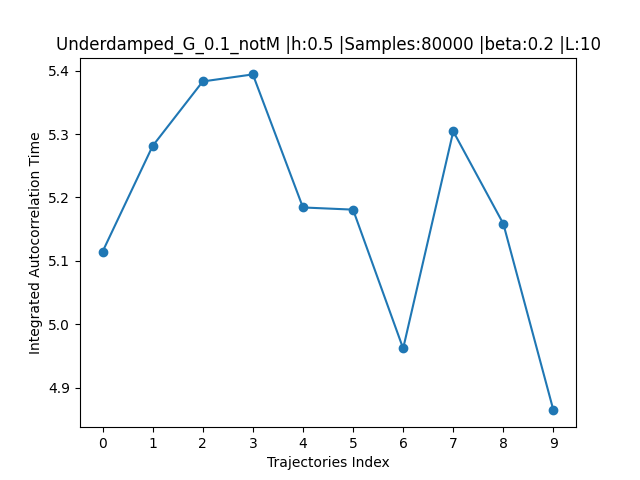 Underdamped_G_0.1_notM |h:0.5 |Samples:80000 |beta:0.2 |L:10
5.4
5.3
5.2
5.1
5.0
4.9
Integrated Autocorrelation Time
0 1 2 3 4 5 6 7 8 9
Trajectories Index